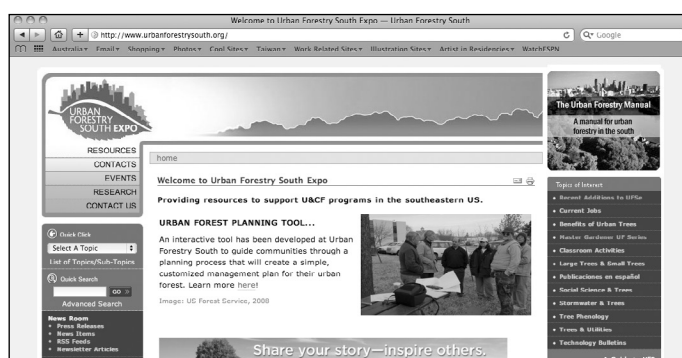 Welcome to Urban Forestry South Expo — Urban Forestry South
http://www.urbanforestrysouth.org/
Google
Australia Email Shopping Photos Cool Sites Taiwan Work Related Sites Illustration Sites Artist in Residencies WatchESPN
URBAN
FORESTRY
SOUTH EXPO
RESOURCES
CONTACTS
EVENTS
RESEARCH
CONTACT US
Quick Click
Select A Topic
List of Topics/Sub-Topics
Quick Search
GO
Advanced Search
News Room
Press Releases
News Items
RSS Feeds
Newsletter Articles
home
Welcome to Urban Forestry South Expo
Providing resources to support U&CF programs in the southeastern US.
URBAN FOREST PLANNING TOOL...
An interactive tool has been developed at Urban
Forestry South to guide communities through a
planning process that will create a simple,
customized management plan for their urban
forest. Learn more here!
Image: US Forest Service, 2008
Share your story—inspire others.
The Urban Forestry Manual
A manual for urban
forestry in the south
Topics of Interest
Recent Additions to UFSe
Current Jobs
Benefits of Urban Trees
Master Gardener UF Series
Classroom Activities
Large Trees & Small Trees
Publicaciones en español
Social Science & Trees
Stormwater & Trees
Tree Phenology
Trees & Utilities
Technology Bulletins